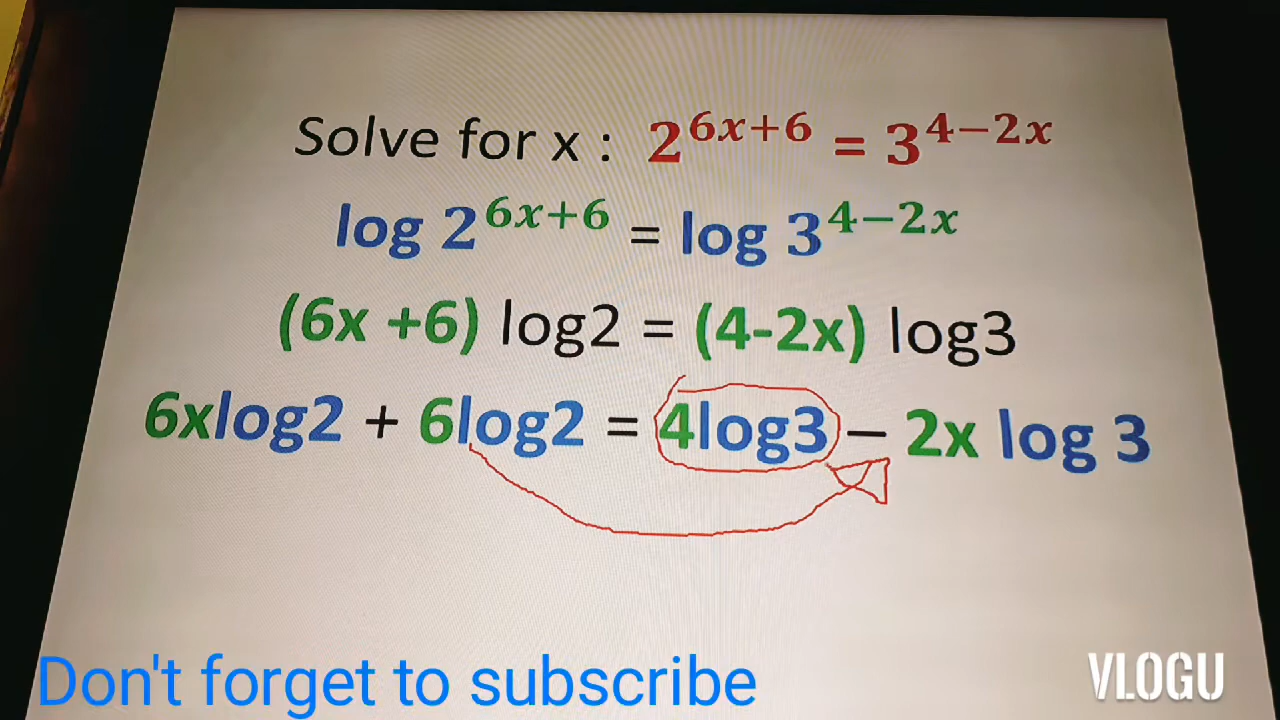 Solve for x : 2^{6x+6} = 3^{4-2x}
log 2^{6x+6} = log 3^{4-2x}
(6x +6) log2 = (4-2x) log3
6xlog2 + 6log2 = 4log3 – 2x log 3
Don't forget to subscribe
VLOGU